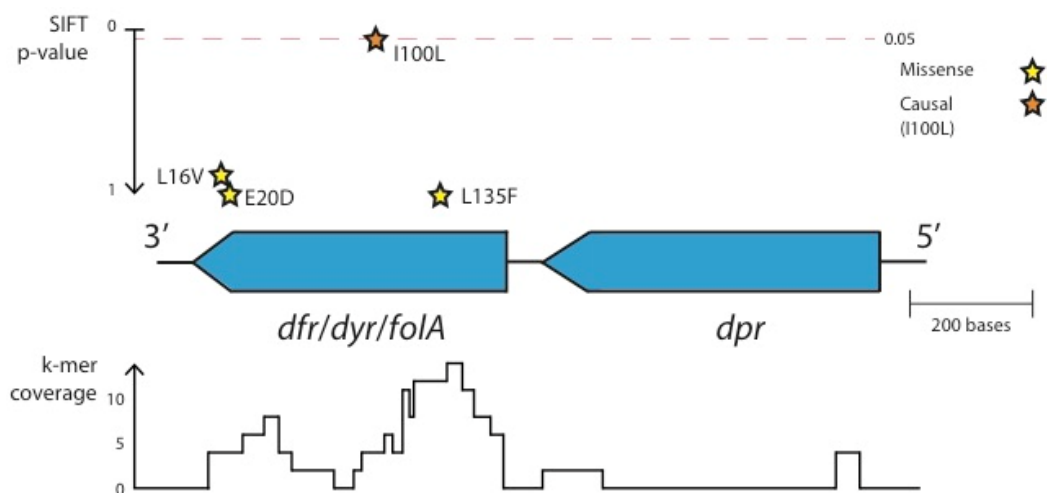 SIFT
p-value
0
0.05
I100L
Missense
Causal
(I100L)
L16V
1
E20D
L135F
3′
5′
dfr/dyr/folA
dpr
200 bases
k-mer
coverage
10
5
0